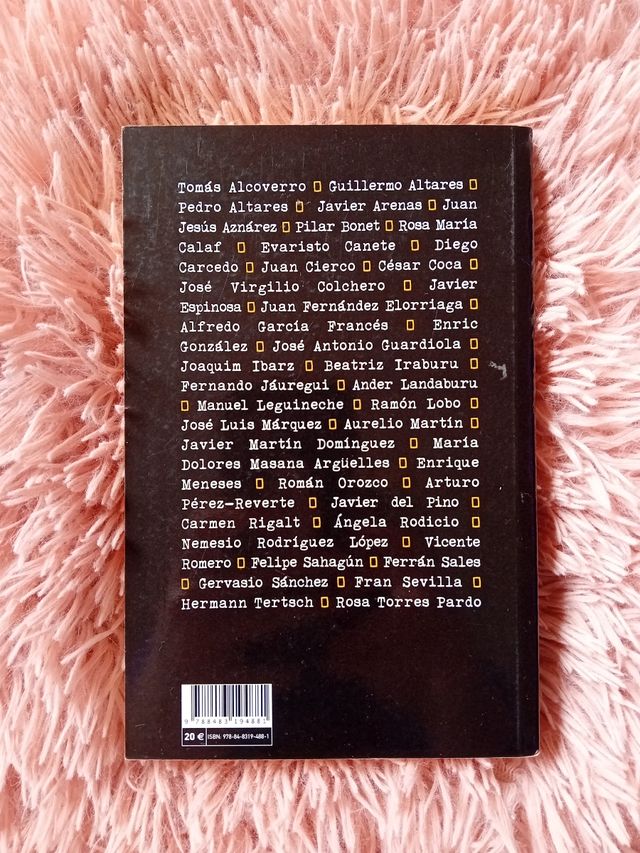 Tomás Alcoverro ▯ Guillermo Altares ▯
Pedro Altares ▯ Javier Arenas ▯ Juan
Jesús Aznárez ▯ Pilar Bonet ▯ Rosa María
Calaf ▯ Evaristo Canete ▯ Diego
Carcedo ▯ Juan Cierco ▯ César Coca ▯
José Virgilio Colchero ▯ Javier
Espinosa ▯ Juan Fernández Elorriaga ▯
Alfredo García Francés ▯ Enric
González ▯ José Antonio Guardiola ▯
Joaquim Ibarz ▯ Beatriz Iraburu ▯
Fernando Jáuregui ▯ Ander Landaburu
▯ Manuel Leguineche ▯ Ramón Lobo ▯
José Luis Márquez ▯ Aurelio Martín ▯
Javier Martín Domínguez ▯ María
Dolores Masana Argüelles ▯ Enrique
Meneses ▯ Román Orozco ▯ Arturo
Pérez-Reverte ▯ Javier del Pino ▯
Carmen Rigalt ▯ Ángela Rodicio ▯
Nemesio Rodríguez López ▯ Vicente
Romero ▯ Felipe Sahagún ▯ Ferrán Sales
▯ Gervasio Sánchez ▯ Fran Sevilla ▯
Hermann Tertsch ▯ Rosa Torres Pardo
9 788483 194881
20 € ISBN: 978-84-8319-488-1